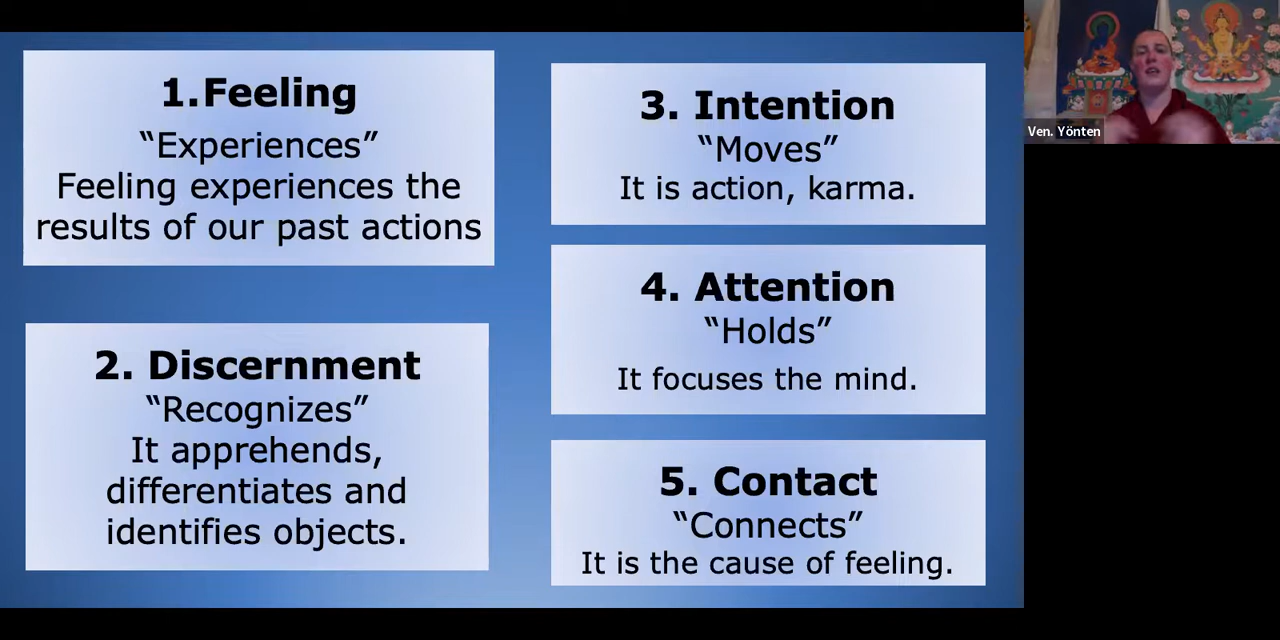 1.Feeling
“Experiences”
Feeling experiences the
results of our past actions
2. Discernment
“Recognizes”
It apprehends,
differentiates and
identifies objects.
3. Intention
“Moves”
It is action, karma.
4. Attention
“Holds”
It focuses the mind.
5. Contact
“Connects”
It is the cause of feeling.
Ven. Yönten